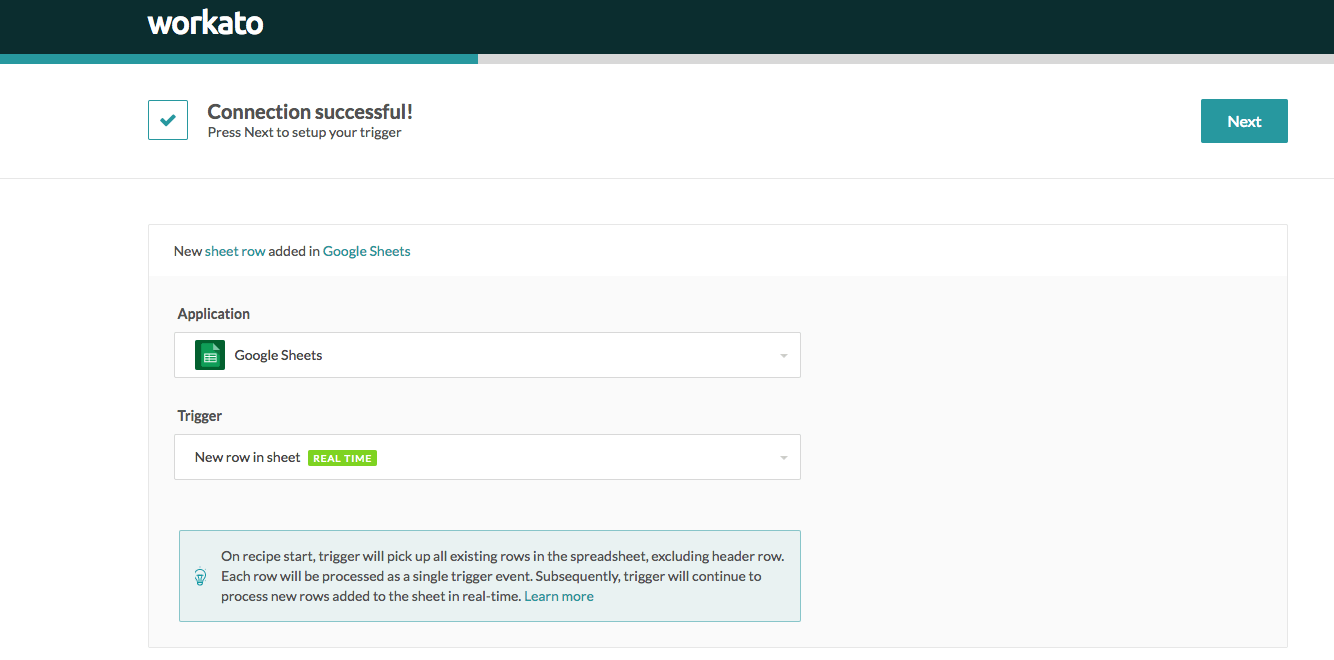 workato
Connection successful!
Press Next to setup your trigger
Next
New sheet row added in Google Sheets
Application
Google Sheets
Trigger
New row in sheet REAL TIME
On recipe start, trigger will pick up all existing rows in the spreadsheet, excluding header row.
Each row will be processed as a single trigger event. Subsequently, trigger will continue to
process new rows added to the sheet in real-time. Learn more